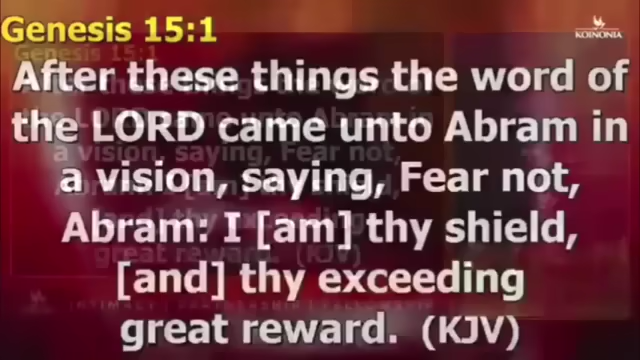 Genesis 15:1
KOINONIA
After these things the word of
the LORD came unto Abram in
a vision, saying, Fear not,
Abram: I [am] thy shield,
[and] thy exceeding
great reward. (KJV)